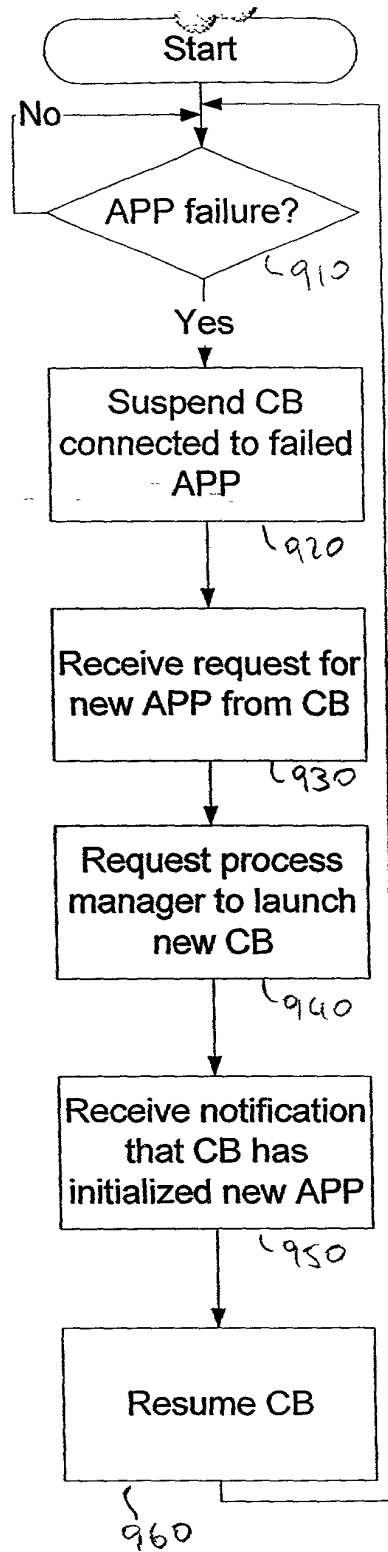 Start
No
APP failure?
910
Yes
Suspend CB
connected to failed
APP
920
Receive request for
new APP from CB
930
Request process
manager to launch
new CB
940
Receive notification
that CB has
initialized new APP
950
Resume CB
960